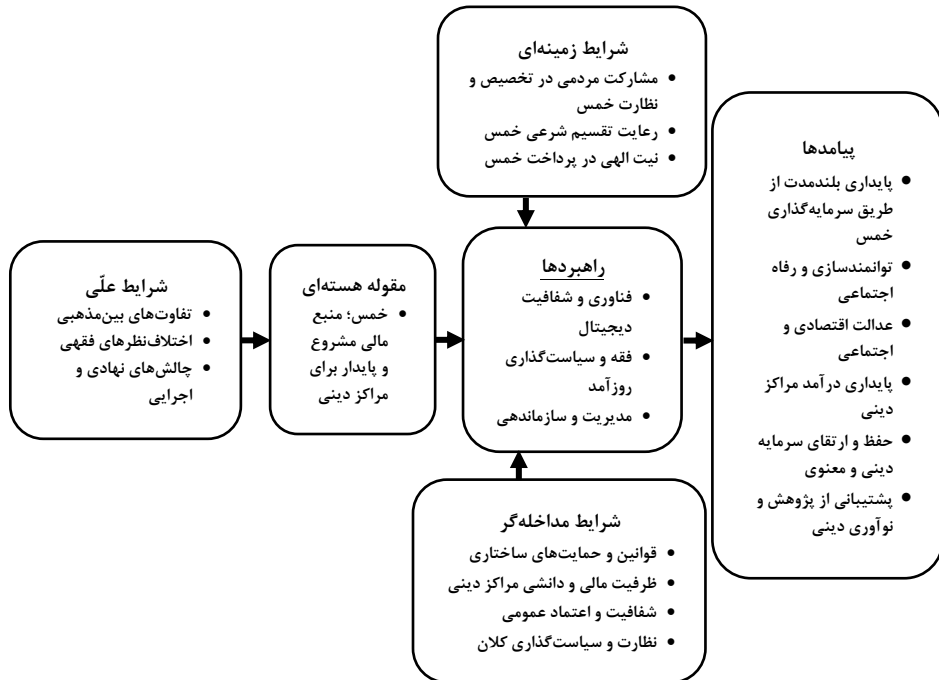 شرایط زمینه‌ای
• مشارکت مردمی در تخصیص و
نظارت خمس
• رعایت تقسیم شرعی خمس
• نیت الهی در پرداخت خمس
شرایط علّی
• تفاوت‌های بین‌مذهبی
• اختلاف‌نظرهای فقهی
• چالش‌های نهادی و
اجرایی
مقوله هسته‌ای
• خمس؛ منبع
مالی مشروع
و پایدار برای
مراکز دینی
راهبردها
• فناوری و شفافیت
دیجیتال
• فقه و سیاست‌گذاری
روزآمد
• مدیریت و سازماندهی
شرایط مداخله‌گر
• قوانین و حمایت‌های ساختاری
• ظرفیت مالی و دانشی مراکز دینی
• شفافیت و اعتماد عمومی
• نظارت و سیاست‌گذاری کلان
پیامدها
• پایداری بلندمدت از
طریق سرمایه‌گذاری
خمس
• توانمندسازی و رفاه
اجتماعی
• عدالت اقتصادی و
اجتماعی
• پایداری درآمد مراکز
دینی
• حفظ و ارتقای سرمایه
دینی و معنوی
• پشتیبانی از پژوهش و
نوآوری دینی